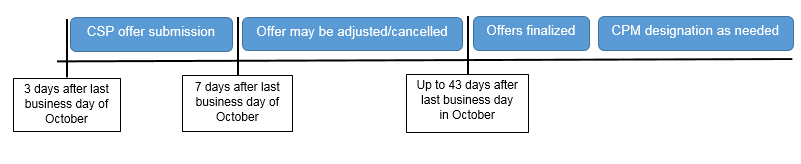 CSP offer submission
Offer may be adjusted/cancelled
Offers finalized
CPM designation as needed
3 days after last
business day of
October
7 days after last
business day of
October
Up to 43 days after
last business day
in October